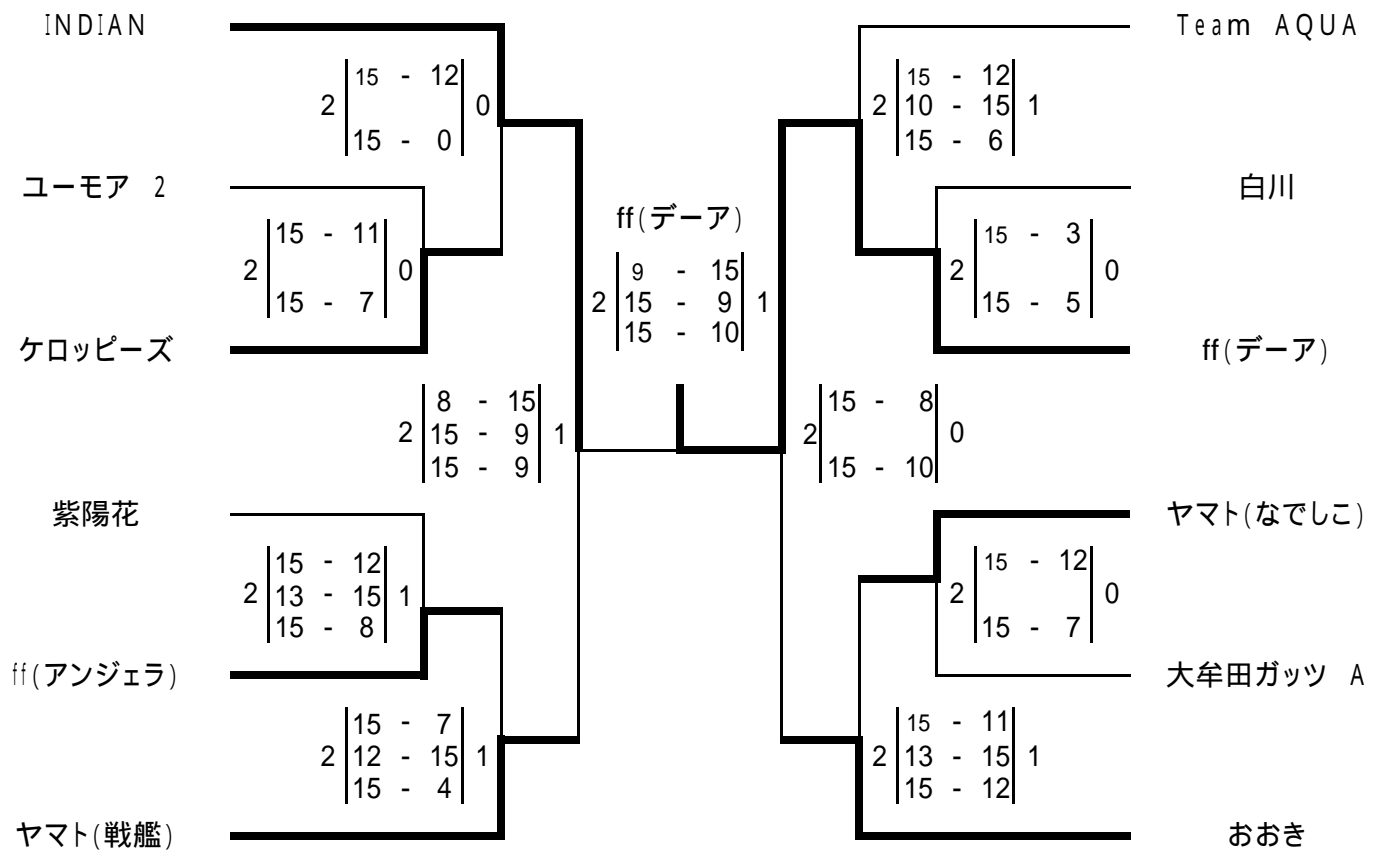 INDIAN
Team AQUA
15 - 12
2 0
15 - 0
15 - 12
2 10 - 15 1
15 - 6
ユーモア 2
白川
ff(デーア)
15 - 11
2 0
15 - 7
9 - 15
2 15 - 9 1
15 - 10
15 - 3
2 0
15 - 5
ケロッピーズ
ff(デーア)
8 - 15
2 15 - 9 1
15 - 9
15 - 8
2 0
15 - 10
紫陽花
ヤマト(なでしこ)
15 - 12
2 13 - 15 1
15 - 8
15 - 12
2 0
15 - 7
ff(アンジェラ)
大牟田ガッツ A
15 - 7
2 12 - 15 1
15 - 4
15 - 11
2 13 - 15 1
15 - 12
ヤマト(戦艦)
おおき